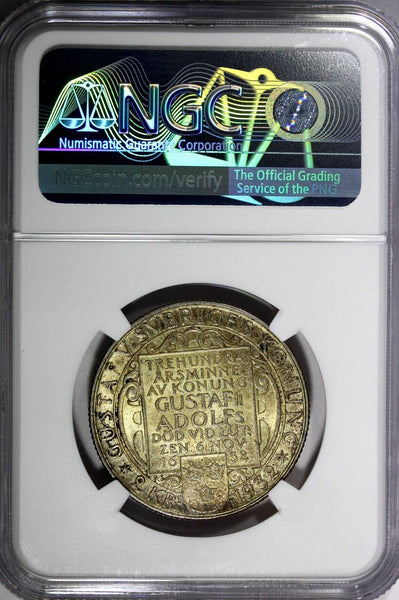 NGC
Numismatic Guaranty Corporation
NGCcoin.com/verify
The Official Grading
Service of the PNG
GUSTAF V SVERIGES KONUNG
TREHUNDRA
ÅRSMINNET
AV KONUNG
GUSTAF II
ADOLFS
DÖD VID LÜT-
ZEN 6 NOV.
1632
2 KR 1932